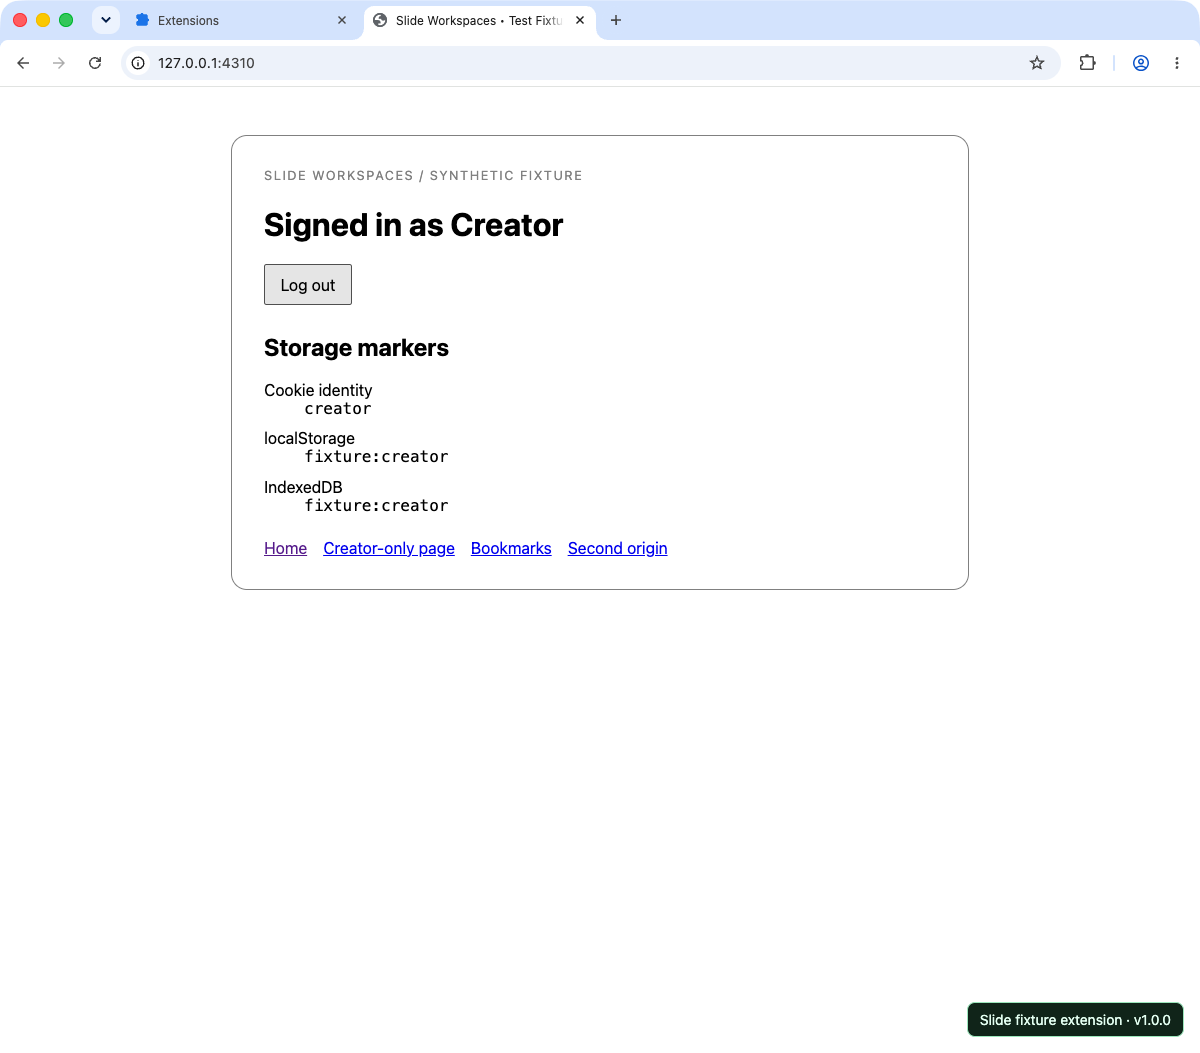 Extensions
Slide Workspaces • Test Fixtu
127.0.0.1:4310
SLIDE WORKSPACES / SYNTHETIC FIXTURE
Signed in as Creator
Log out
Storage markers
Cookie identity
creator
localStorage
fixture:creator
IndexedDB
fixture:creator
Home Creator-only page Bookmarks Second origin
Slide fixture extension · v1.0.0